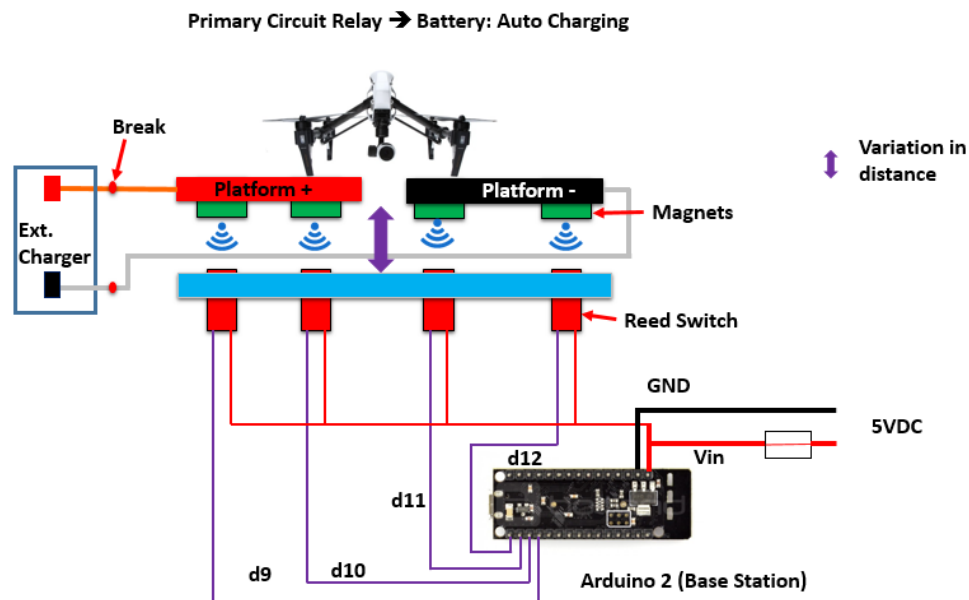 Primary Circuit Relay ➔ Battery: Auto Charging
Break
Variation in
distance
Platform +
Platform -
Magnets
Ext.
Charger
Reed Switch
GND
5VDC
Vin
d12
d11
d9
d10
Arduino 2 (Base Station)